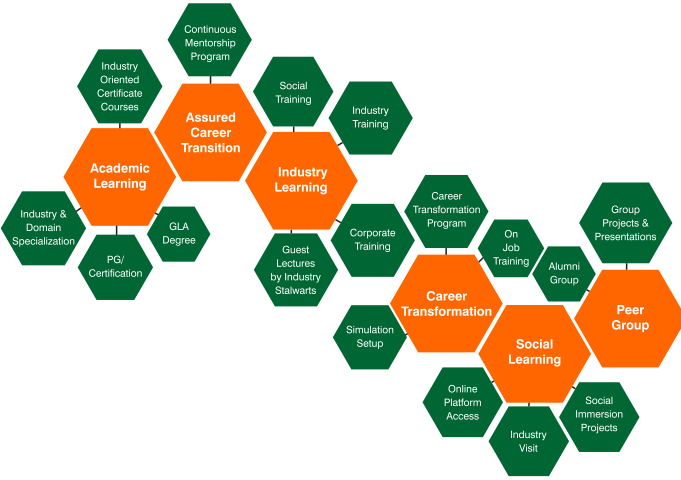 Continuous
Mentorship
Program
Industry
Oriented
Certificate
Courses
Social
Training
Industry
Training
Assured
Career
Transition
Academic
Learning
Industry
Learning
Industry &
Domain
Specialization
GLA
Degree
PG/
Certification
Guest
Lectures
by Industry
Stalwarts
Corporate
Training
Career
Transformation
Program
On
Job
Training
Alumni
Group
Group
Projects &
Presentations
Career
Transformation
Peer
Group
Simulation
Setup
Social
Learning
Online
Platform
Access
Industry
Visit
Social
Immersion
Projects